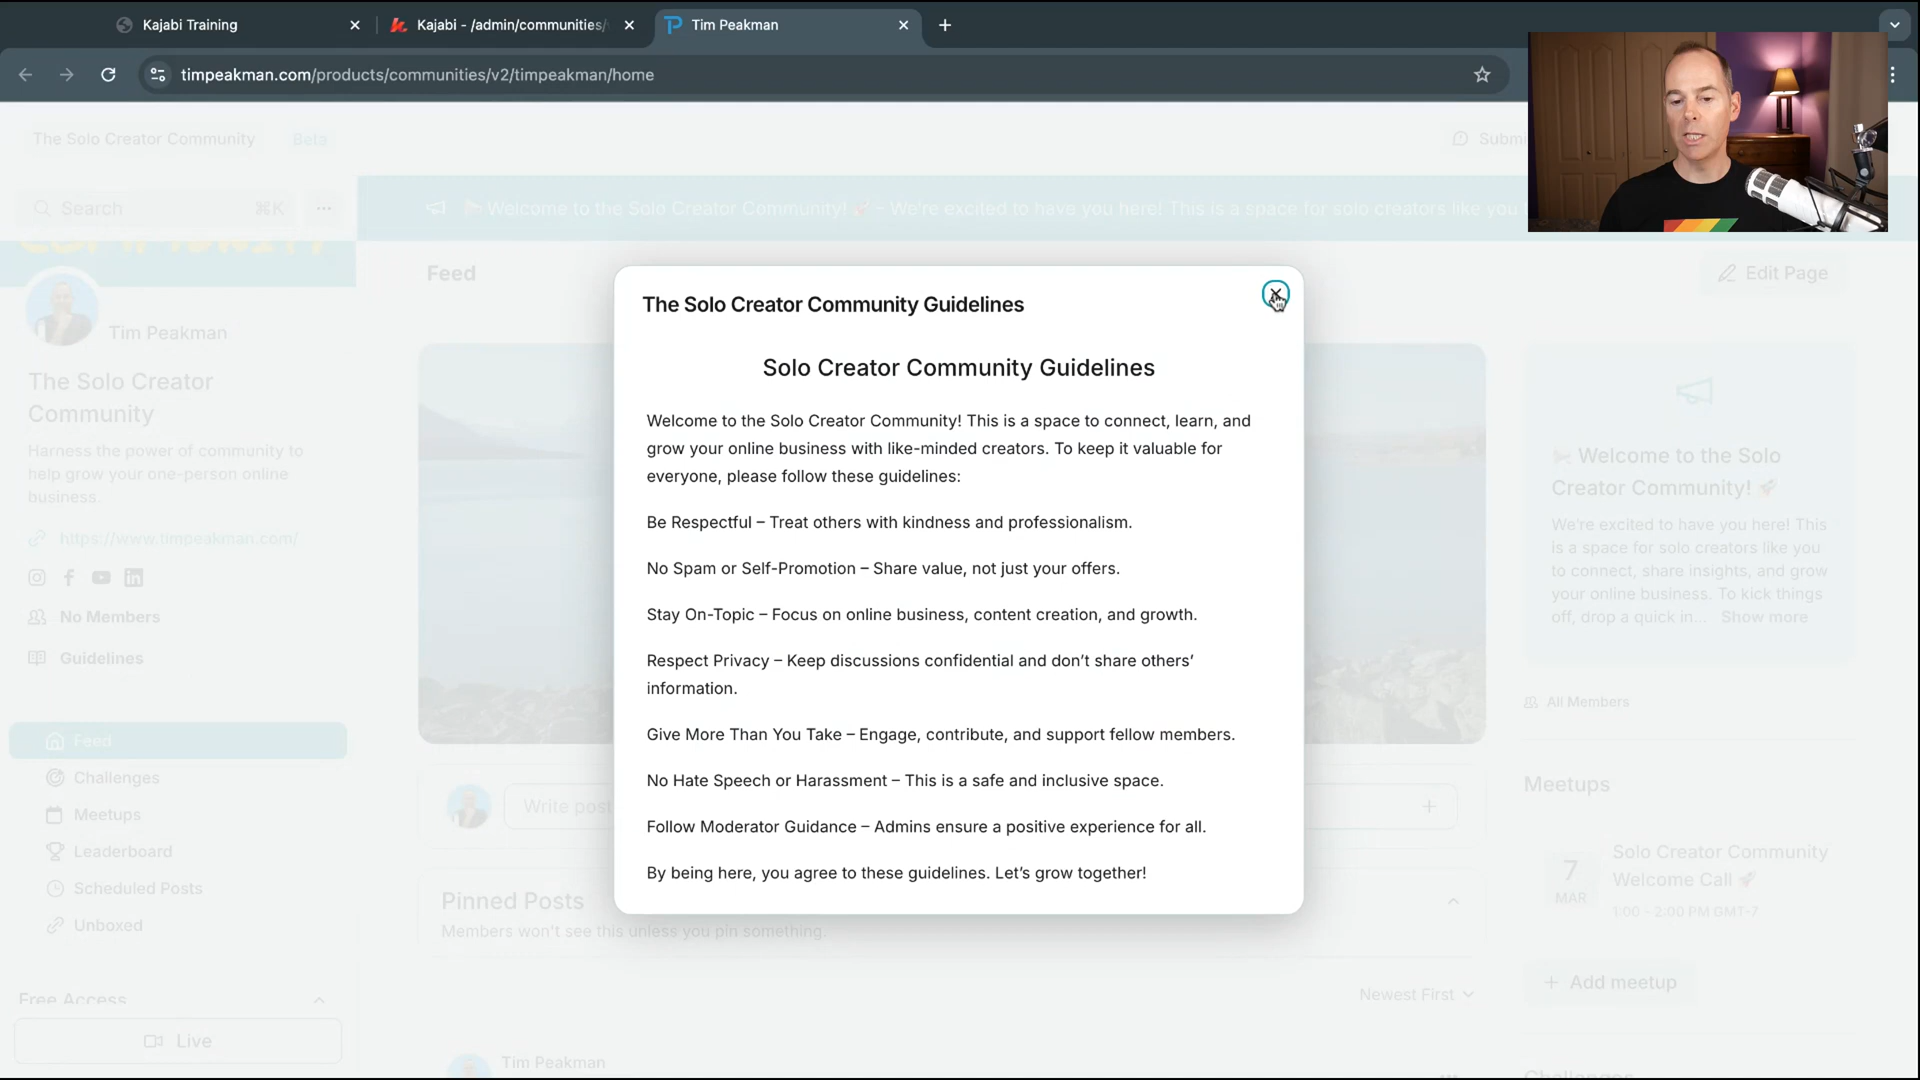 Kajabi Training
Kajabi - /admin/communities/
Tim Peakman
timpeakman.com/products/communities/v2/timpeakman/home
The Solo Creator Community Beta
Search ⌘K
Welcome to the Solo Creator Community! 🚀 – We're excited to have you here! This is a space for solo creators like you
Feed
Edit Page
Tim Peakman
The Solo Creator
Community
Harness the power of community to
help grow your one-person online
business.
https://www.timpeakman.com/
No Members
Guidelines
Feed
Challenges
Meetups
Leaderboard
Scheduled Posts
Unboxed
Free Access
Live
The Solo Creator Community Guidelines
Solo Creator Community Guidelines
Welcome to the Solo Creator Community! This is a space to connect, learn, and
grow your online business with like-minded creators. To keep it valuable for
everyone, please follow these guidelines:
Be Respectful – Treat others with kindness and professionalism.
No Spam or Self-Promotion – Share value, not just your offers.
Stay On-Topic – Focus on online business, content creation, and growth.
Respect Privacy – Keep discussions confidential and don't share others'
information.
Give More Than You Take – Engage, contribute, and support fellow members.
No Hate Speech or Harassment – This is a safe and inclusive space.
Follow Moderator Guidance – Admins ensure a positive experience for all.
By being here, you agree to these guidelines. Let's grow together!
Write post
Pinned Posts
Members won't see this unless you pin something.
Newest First
Tim Peakman
Welcome to the Solo
Creator Community! 🚀
We're excited to have you here! This
is a space for solo creators like you
to connect, share insights, and grow
your online business. To kick things
off, drop a quick in... Show more
All Members
Meetups
7
MAR
Solo Creator Community
Welcome Call 🚀
1:00 - 2:00 PM GMT-7
+ Add meetup
Challenges